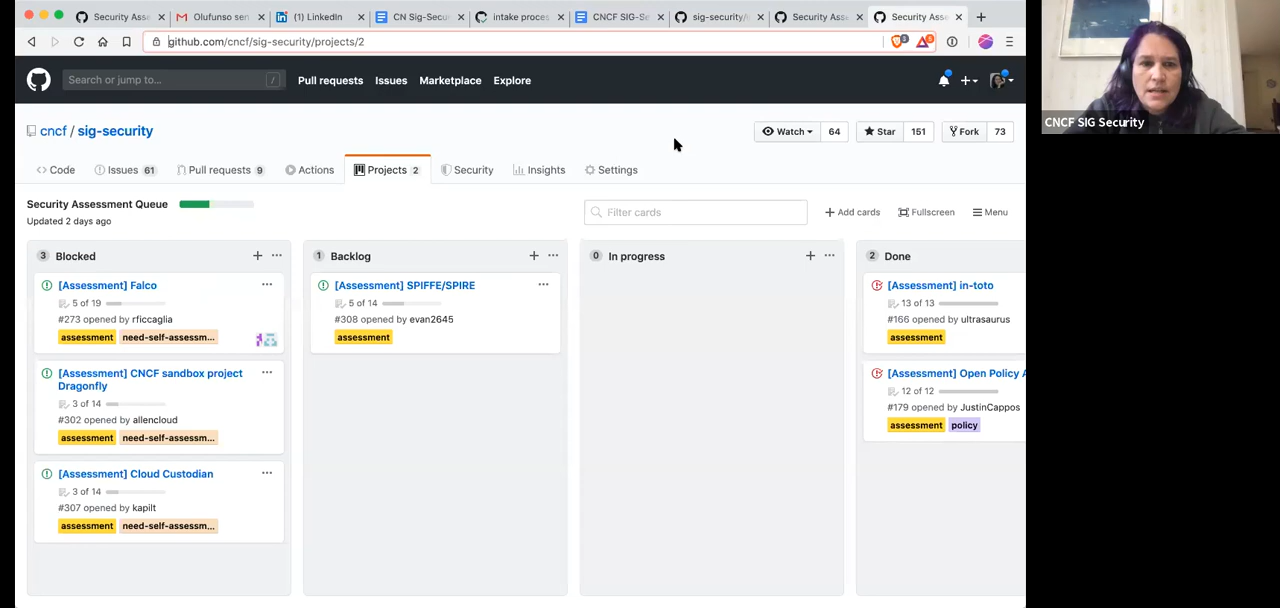 Security Asse
Olufunso sen
(1) LinkedIn
CN Sig-Secu
intake proces
CNCF SIG-Se
sig-security/
Security Asse
Security Asse
github.com/cncf/sig-security/projects/2
Search or jump to...
/
Pull requests
Issues
Marketplace
Explore
cncf / sig-security
Watch
64
Star
151
Fork
73
Code
Issues 61
Pull requests 9
Actions
Projects 2
Security
Insights
Settings
Security Assessment Queue
Updated 2 days ago
Filter cards
Add cards
Fullscreen
Menu
3 Blocked
[Assessment] Falco
5 of 19
#273 opened by rficcaglia
assessment need-self-assessm...
[Assessment] CNCF sandbox project
Dragonfly
3 of 14
#302 opened by allencloud
assessment need-self-assessm...
[Assessment] Cloud Custodian
3 of 14
#307 opened by kapilt
assessment need-self-assessm...
1 Backlog
[Assessment] SPIFFE/SPIRE
5 of 14
#308 opened by evan2645
assessment
0 In progress
2 Done
[Assessment] in-toto
13 of 13
#166 opened by ultrasaurus
assessment
[Assessment] Open Policy A
12 of 12
#179 opened by JustinCappos
assessment policy
CNCF SIG Security